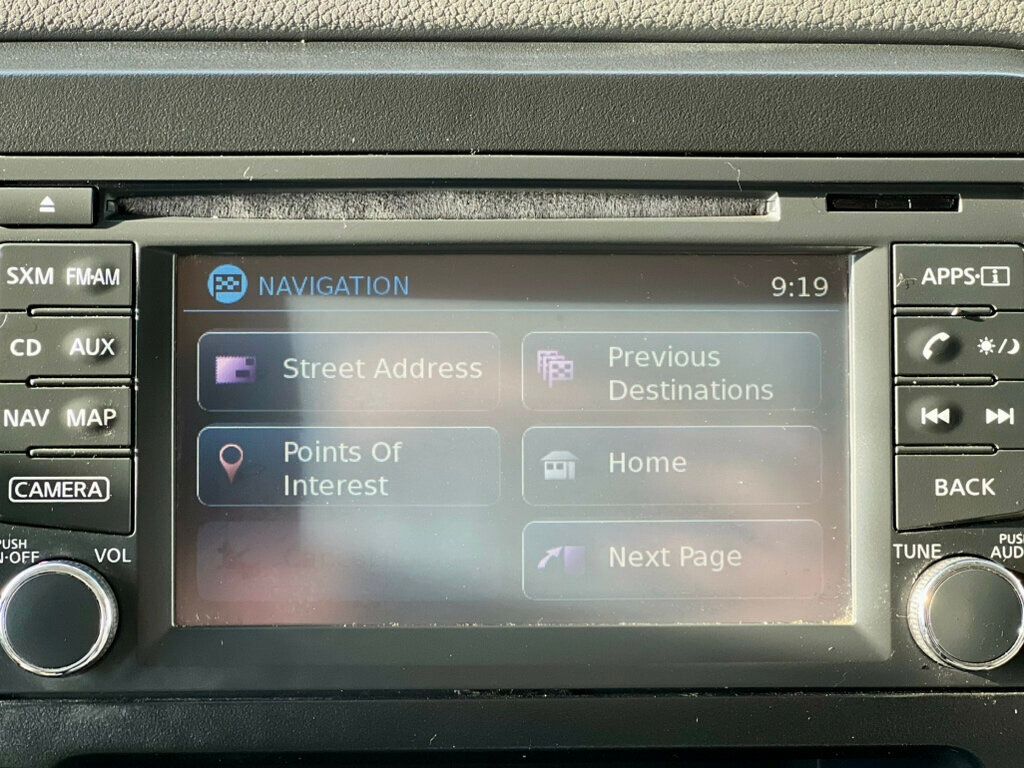 NAVIGATION 9:19
SXM FM·AM
APPS·i
CD AUX
Street Address
Previous
Destinations
NAV MAP
Points Of
Interest
Home
CAMERA
BACK
PUSH
VOL
Next Page
TUNE